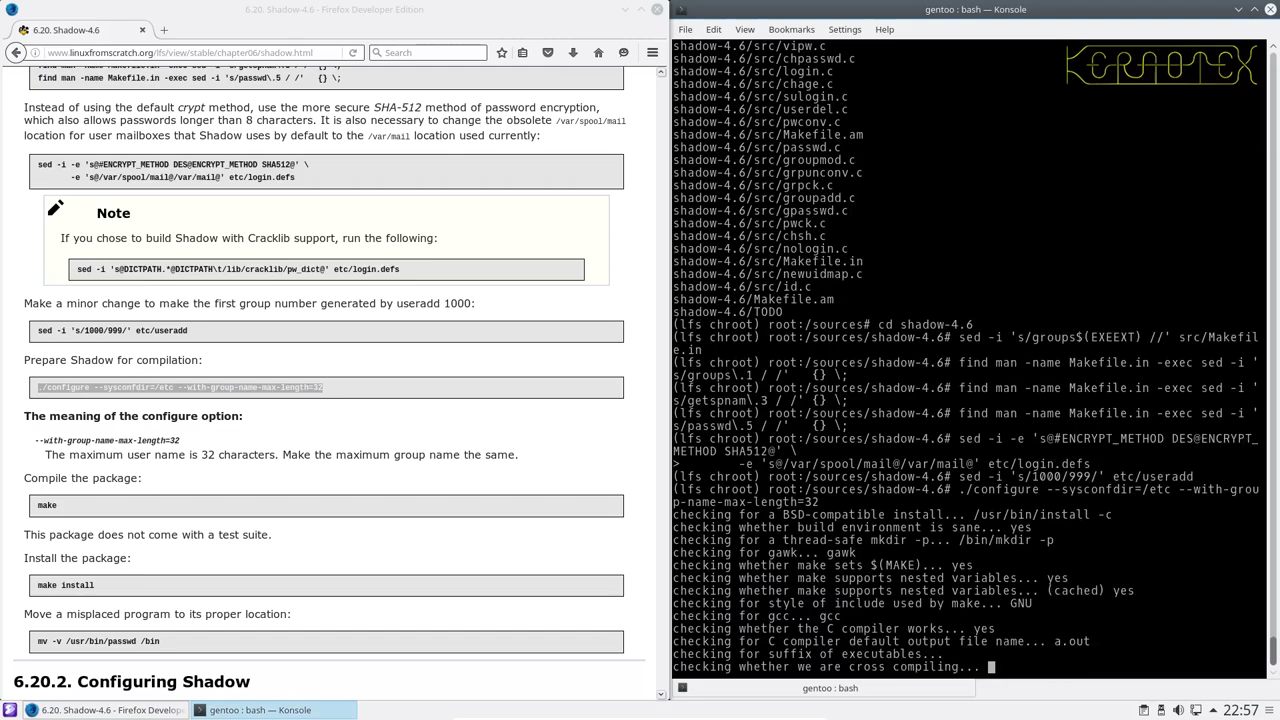 6.20. Shadow-4.6 - Firefox Developer Edition
6.20. Shadow-4.6
www.linuxfromscratch.org/lfs/view/stable/chapter06/shadow.html
Search
find man -name Makefile.in -exec sed -i 's/passwd\.5 / /' {} \;
Instead of using the default crypt method, use the more secure SHA-512 method of password encryption,
which also allows passwords longer than 8 characters. It is also necessary to change the obsolete /var/spool/mail
location for user mailboxes that Shadow uses by default to the /var/mail location used currently:
sed -i -e 's@#ENCRYPT_METHOD DES@ENCRYPT_METHOD SHA512@' \
-e 's@/var/spool/mail@/var/mail@' etc/login.defs
Note
If you chose to build Shadow with Cracklib support, run the following:
sed -i 's@DICTPATH.*@DICTPATH\t/lib/cracklib/pw_dict@' etc/login.defs
Make a minor change to make the first group number generated by useradd 1000:
sed -i 's/1000/999/' etc/useradd
Prepare Shadow for compilation:
./configure --sysconfdir=/etc --with-group-name-max-length=32
The meaning of the configure option:
--with-group-name-max-length=32
The maximum user name is 32 characters. Make the maximum group name the same.
Compile the package:
make
This package does not come with a test suite.
Install the package:
make install
Move a misplaced program to its proper location:
mv -v /usr/bin/passwd /bin
6.20.2. Configuring Shadow
gentoo : bash — Konsole
File Edit View Bookmarks Settings Help
KERAOTEX
shadow-4.6/src/vipw.c
shadow-4.6/src/chpasswd.c
shadow-4.6/src/login.c
shadow-4.6/src/chage.c
shadow-4.6/src/sulogin.c
shadow-4.6/src/userdel.c
shadow-4.6/src/pwconv.c
shadow-4.6/src/Makefile.am
shadow-4.6/src/passwd.c
shadow-4.6/src/groupmod.c
shadow-4.6/src/grpunconv.c
shadow-4.6/src/grpck.c
shadow-4.6/src/groupadd.c
shadow-4.6/src/gpasswd.c
shadow-4.6/src/pwck.c
shadow-4.6/src/chsh.c
shadow-4.6/src/nologin.c
shadow-4.6/src/Makefile.in
shadow-4.6/src/newuidmap.c
shadow-4.6/src/id.c
shadow-4.6/Makefile.am
shadow-4.6/TODO
(lfs chroot) root:/sources# cd shadow-4.6
(lfs chroot) root:/sources/shadow-4.6# sed -i 's/groups$(EXEEXT) //' src/Makefil
e.in
(lfs chroot) root:/sources/shadow-4.6# find man -name Makefile.in -exec sed -i '
s/groups\.1 / /' {} \;
(lfs chroot) root:/sources/shadow-4.6# find man -name Makefile.in -exec sed -i '
s/getspnam\.3 / /' {} \;
(lfs chroot) root:/sources/shadow-4.6# find man -name Makefile.in -exec sed -i '
s/passwd\.5 / /' {} \;
(lfs chroot) root:/sources/shadow-4.6# sed -i -e 's@#ENCRYPT_METHOD DES@ENCRYPT_
METHOD SHA512@' \
> -e 's@/var/spool/mail@/var/mail@' etc/login.defs
(lfs chroot) root:/sources/shadow-4.6# sed -i 's/1000/999/' etc/useradd
(lfs chroot) root:/sources/shadow-4.6# ./configure --sysconfdir=/etc --with-grou
p-name-max-length=32
checking for a BSD-compatible install... /usr/bin/install -c
checking whether build environment is sane... yes
checking for a thread-safe mkdir -p... /bin/mkdir -p
checking for gawk... gawk
checking whether make sets $(MAKE)... yes
checking whether make supports nested variables... yes
checking whether make supports nested variables... (cached) yes
checking for style of include used by make... GNU
checking for gcc... gcc
checking whether the C compiler works... yes
checking for C compiler default output file name... a.out
checking for suffix of executables...
checking whether we are cross compiling...
gentoo : bash
6.20. Shadow-4.6 - Firefox Develope
gentoo : bash — Konsole
22:57